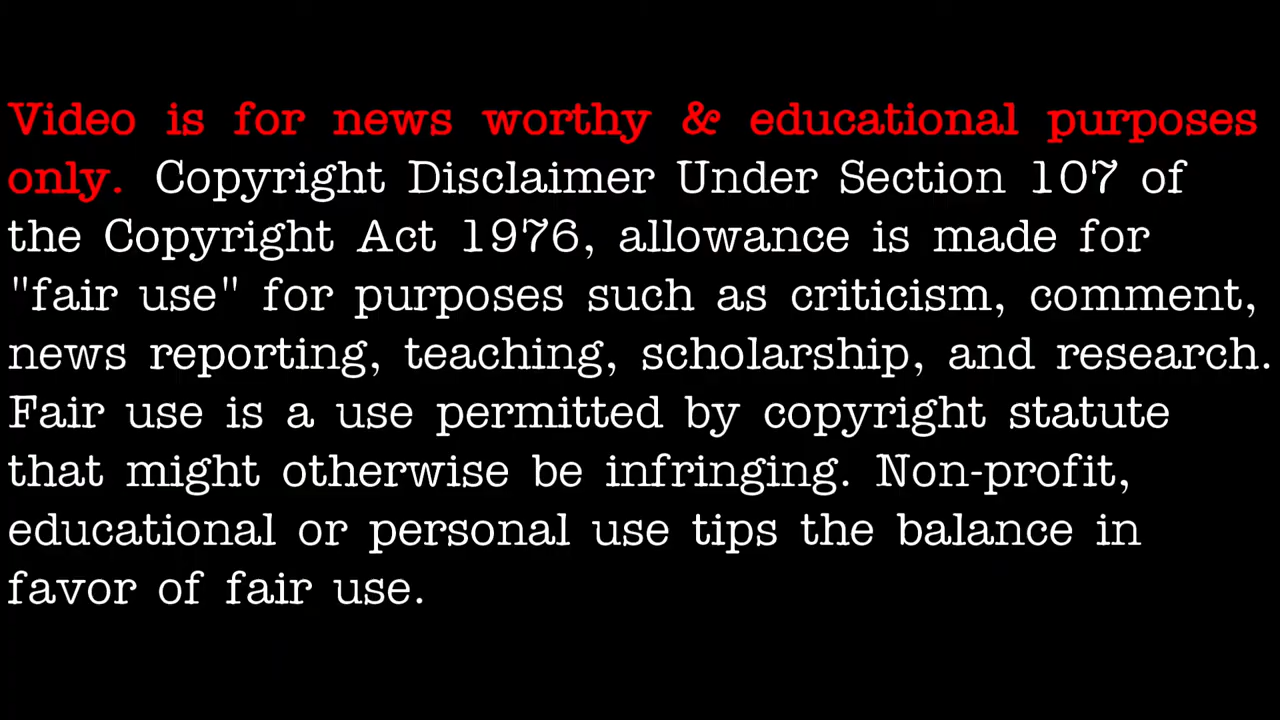 Video is for news worthy & educational purposes
only. Copyright Disclaimer Under Section 107 of
the Copyright Act 1976, allowance is made for
"fair use" for purposes such as criticism, comment,
news reporting, teaching, scholarship, and research.
Fair use is a use permitted by copyright statute
that might otherwise be infringing. Non-profit,
educational or personal use tips the balance in
favor of fair use.